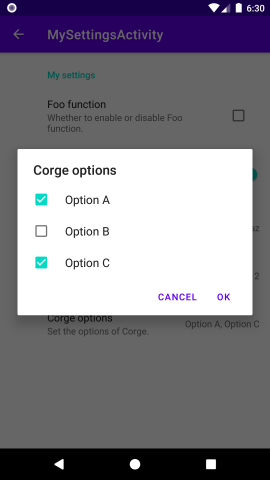 6:30
MySettingsActivity
My settings
Foo function
Whether to enable or disable Foo
function.
Corge options
Option A
Option B
Option C
CANCEL
OK
2
Corge options
Set the options of Corge.
Option A, Option C